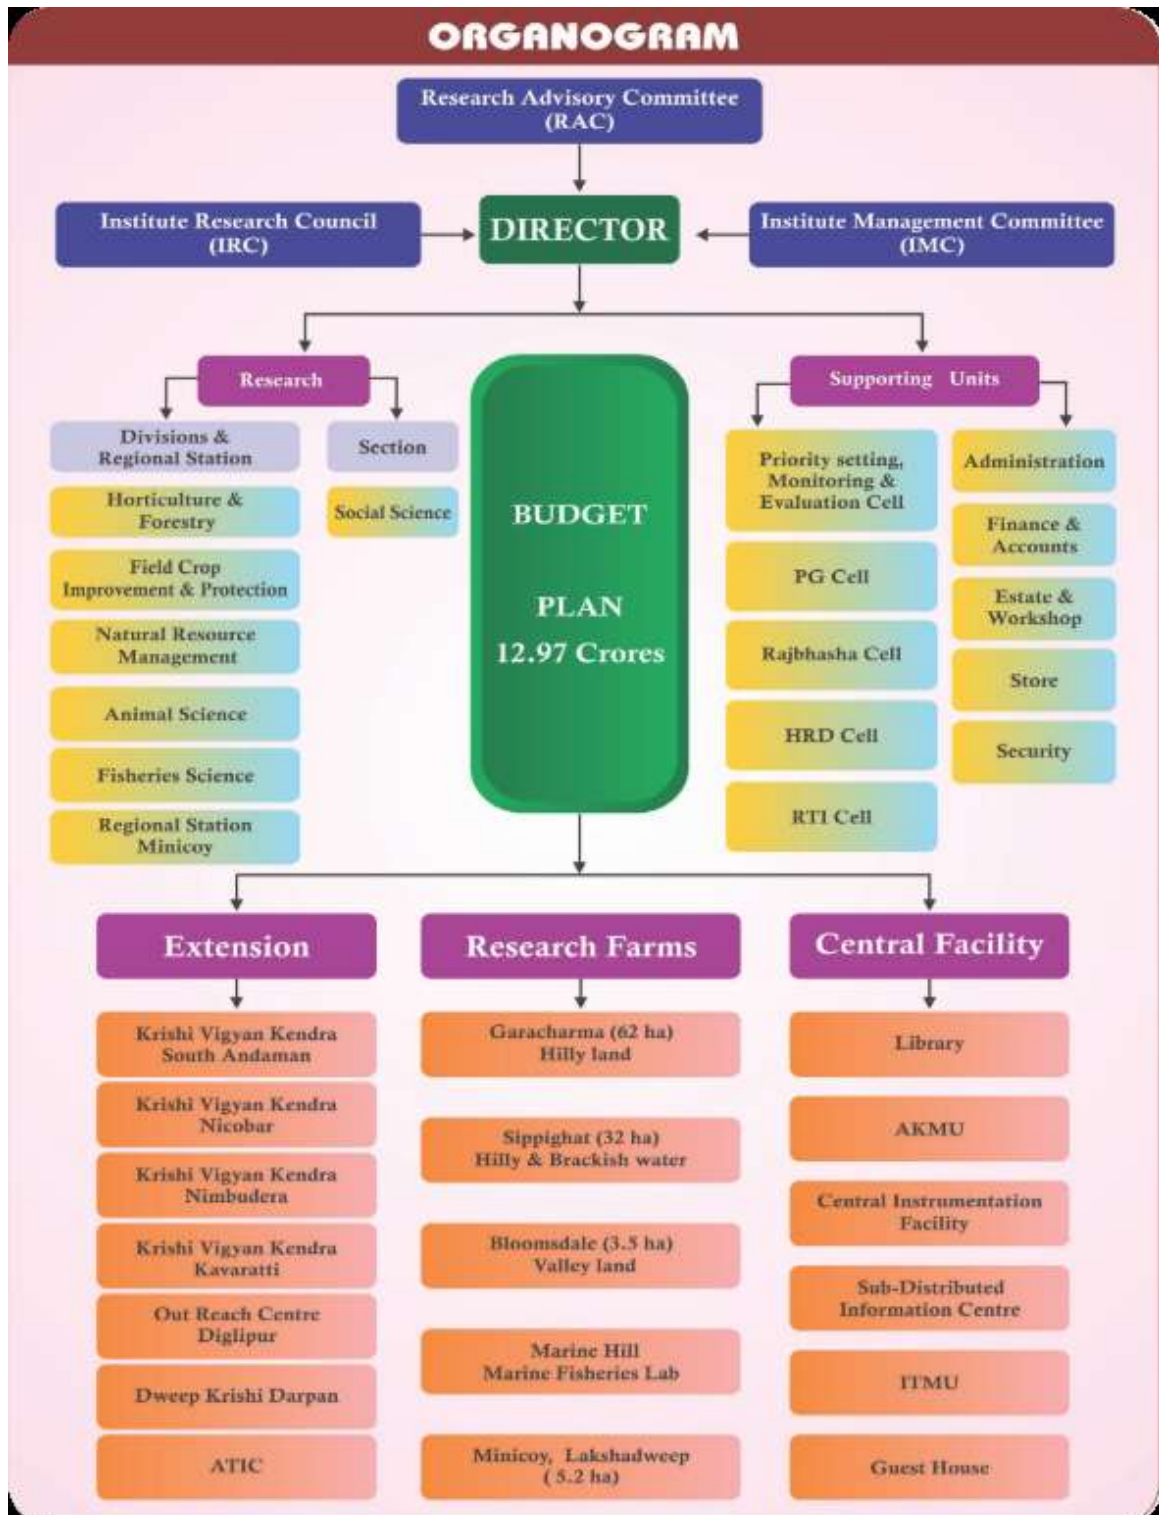 ORGANOGRAM
Research Advisory Committee
(RAC)
Institute Research Council
(IRC)
DIRECTOR
Institute Management Committee
(IMC)
Research
Divisions &
Regional Station
Horticulture &
Forestry
Field Crop
Improvement & Protection
Natural Resource
Management
Animal Science
Fisheries Science
Regional Station
Minicoy
Section
Social Science
BUDGET
PLAN
12.97 Crores
Supporting Units
Priority setting,
Monitoring &
Evaluation Cell
PG Cell
Rajbhasha Cell
HRD Cell
RTI Cell
Administration
Finance &
Accounts
Estate &
Workshop
Store
Security
Extension
Krishi Vigyan Kendra
South Andaman
Krishi Vigyan Kendra
Nicobar
Krishi Vigyan Kendra
Nimbudera
Krishi Vigyan Kendra
Kavaratti
Out Reach Centre
Diglipur
Dweep Krishi Darpan
ATIC
Research Farms
Garacharma (62 ha)
Hilly land
Sippighat (32 ha)
Hilly & Brackish water
Bloomsdale (3.5 ha)
Valley land
Marine Hill
Marine Fisheries Lab
Minicoy, Lakshadweep
( 5.2 ha)
Central Facility
Library
AKMU
Central Instrumentation
Facility
Sub-Distributed
Information Centre
ITMU
Guest House